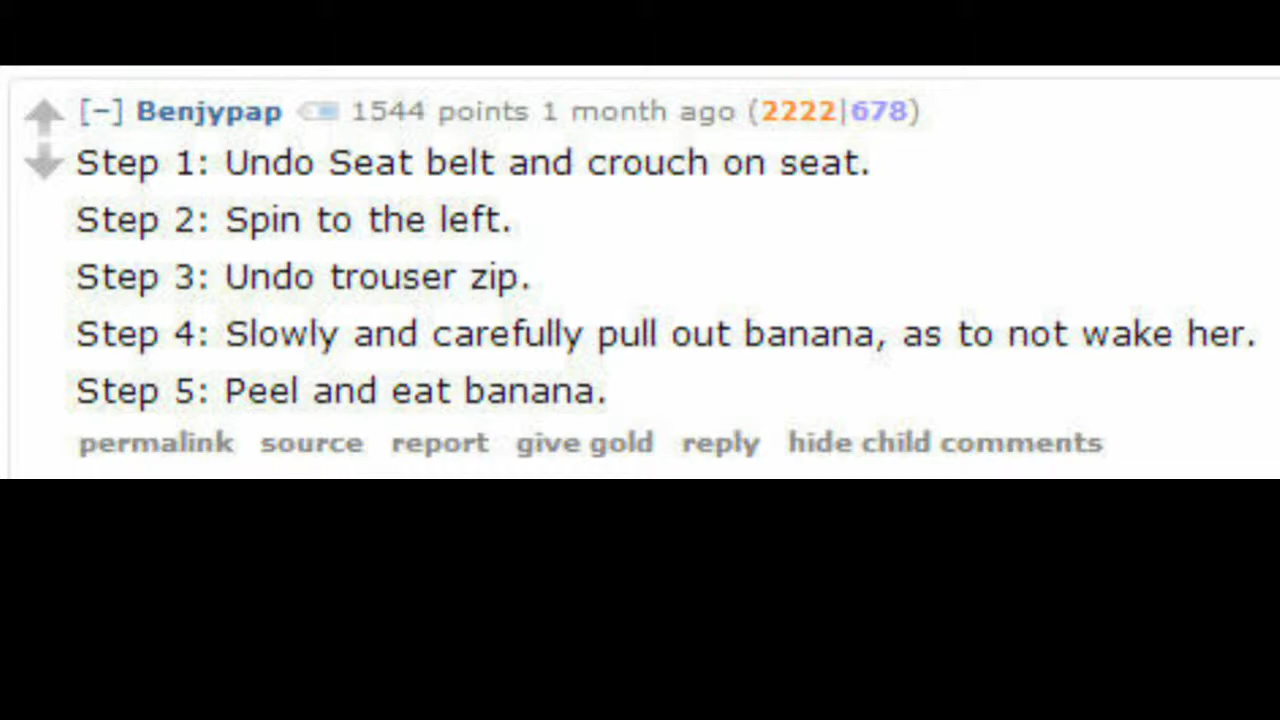 [−] Benjypap 1544 points 1 month ago (2222|678)
Step 1: Undo Seat belt and crouch on seat.
Step 2: Spin to the left.
Step 3: Undo trouser zip.
Step 4: Slowly and carefully pull out banana, as to not wake her.
Step 5: Peel and eat banana.
permalink source report give gold reply hide child comments